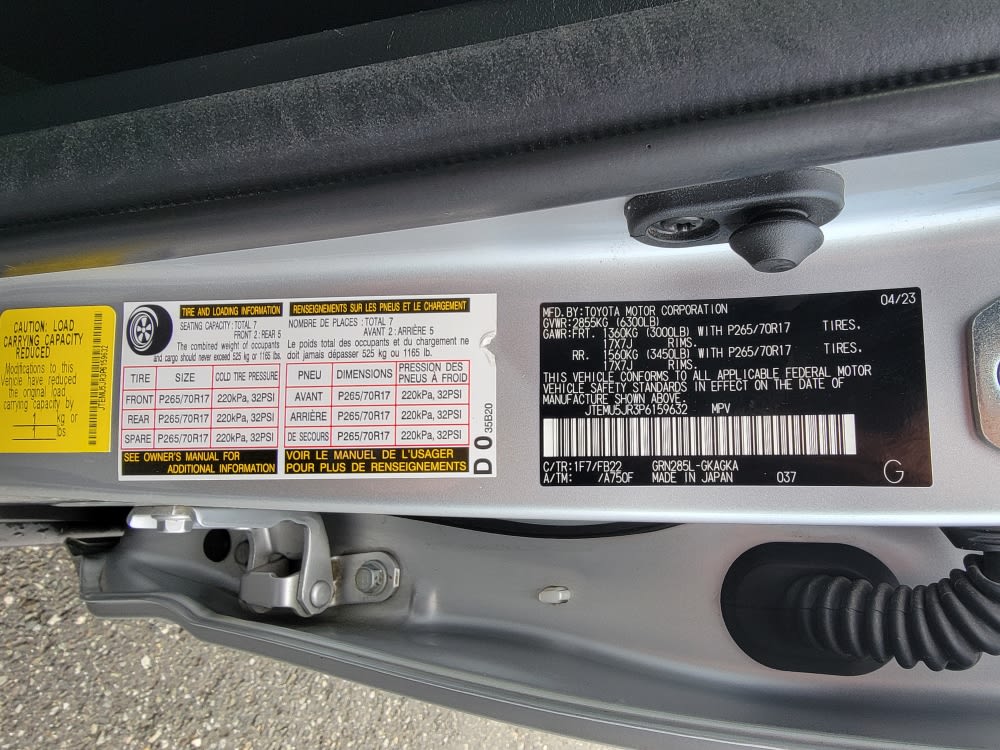 CAUTION: LOAD
CARRYING CAPACITY
REDUCED
Modifications to this
Vehicle have reduced
the original load
carrying capacity by
1 kg or
1 lbs
JTEMU5JR3P6159632
TIRE AND LOADING INFORMATION
SEATING CAPACITY:TOTAL 7
FRONT 2:REAR 5
The combined weight of occupants
and cargo should never exceed 525 kg or 1165 lbs.
RENSEIGNEMENTS SUR LES PNEUS ET LE CHARGEMENT
NOMBRE DE PLACES : TOTAL 7
AVANT 2 : ARRIÈRE 5
Le poids total des occupants et du chargement ne
doit jamais dépasser 525 kg ou 1165 lb.
TIRE SIZE COLD TIRE PRESSURE
FRONT P265/70R17 220kPa, 32PSI
REAR P265/70R17 220kPa, 32PSI
SPARE P265/70R17 220kPa, 32PSI
SEE OWNER'S MANUAL FOR
ADDITIONAL INFORMATION
PNEU DIMENSIONS PRESSION DES
PNEUS À FROID
AVANT P265/70R17 220kPa, 32PSI
ARRIÈRE P265/70R17 220kPa, 32PSI
DE SECOURS P265/70R17 220kPa, 32PSI
VOIR LE MANUEL DE L'USAGER
POUR PLUS DE RENSEIGNEMENTS
D 0 35B20
MFD.BY:TOYOTA MOTOR CORPORATION 04/23
GVWR:2855KG (6300LB)
GAWR:FRT. 1360KG (3000LB) WITH P265/70R17 TIRES.
17X7J RIMS.
RR. 1560KG (3450LB) WITH P265/70R17 TIRES.
17X7J RIMS.
THIS VEHICLE CONFORMS TO ALL APPLICABLE FEDERAL MOTOR
VEHICLE SAFETY STANDARDS IN EFFECT ON THE DATE OF
MANUFACTURE SHOWN ABOVE.
JTEMU5JR3P6159632 MPV
C/TR:1F7/FB22 GRN285L-GKAGKA
A/TM: /A750F MADE IN JAPAN 037
G